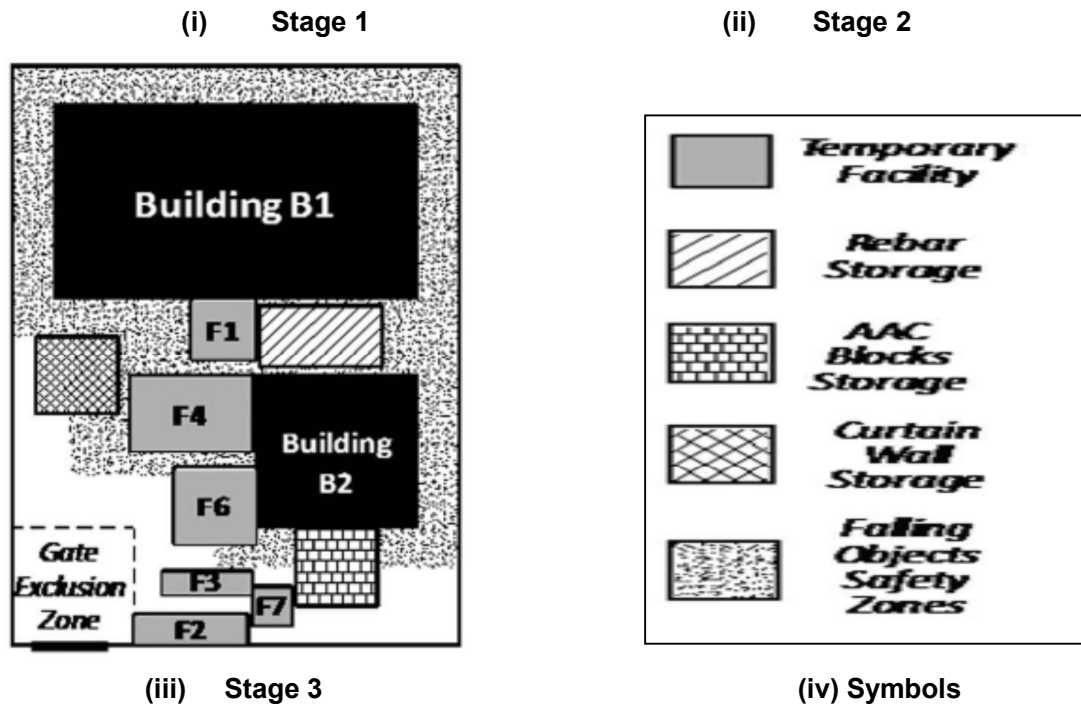 (i) Stage 1
(ii) Stage 2
Building B1
F1
F4
Building
B2
F6
Gate
Exclusion
Zone
F3
F7
F2
Temporary
Facility
Rebar
Storage
AAC
Blocks
Storage
Curtain
Wall
Storage
Falling
Objects
Safety
Zones
(iii) Stage 3
(iv) Symbols